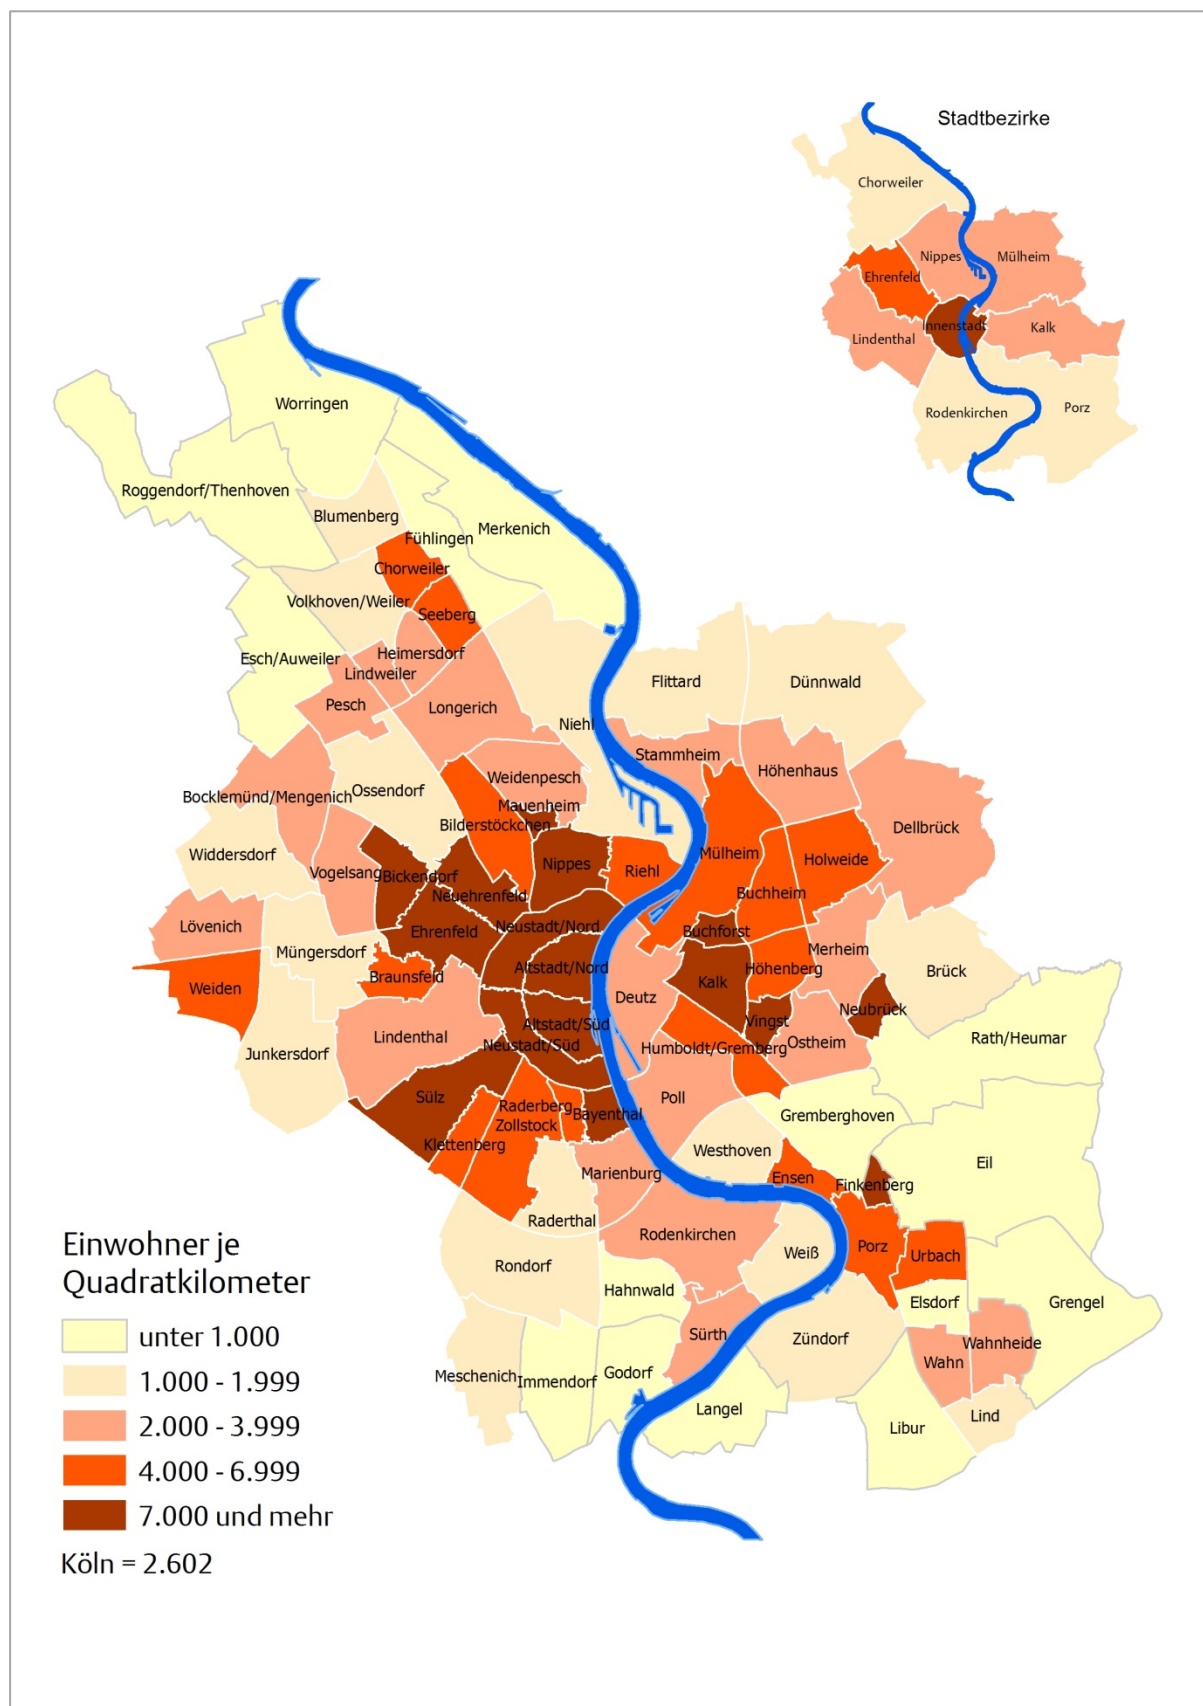 Stadtbezirke
Chorweiler
Nippes
Mülheim
Ehrenfeld
Innenstadt
Kalk
Lindenthal
Rodenkirchen
Porz
Worringen
Roggendorf/Thenhoven
Blumenberg
Merkenich
Fühlingen
Chorweiler
Volkhoven/Weiler
Seeberg
Esch/Auweiler
Heimersdorf
Lindweiler
Pesch
Longerich
Flittard
Dünnwald
Niehl
Stammheim
Höhenhaus
Weidenpesch
Bocklemünd/Mengenich
Ossendorf
Mauenheim
Bilderstöckchen
Dellbrück
Widdersdorf
Mülheim
Holweide
Vogelsang
Bickendorf
Nippes
Riehl
Buchheim
Neuehrenfeld
Lövenich
Ehrenfeld
Neustadt/Nord
Buchforst
Müngersdorf
Merheim
Altstadt/Nord
Höhenberg
Brück
Braunsfeld
Weiden
Kalk
Deutz
Neubrück
Vingst
Altstadt/Süd
Lindenthal
Neustadt/Süd
Humboldt/Gremberg
Ostheim
Rath/Heumar
Junkersdorf
Sülz
Raderberg
Zollstock
Bayenthal
Poll
Gremberghoven
Klettenberg
Westhoven
Eil
Marienburg
Ensen
Finkenberg
Raderthal
Rodenkirchen
Weiß
Porz
Urbach
Rondorf
Hahnwald
Elsdorf
Grengel
Sürth
Zündorf
Wahnheide
Wahn
Meschenich
Immendorf
Godorf
Langel
Libur
Lind
Einwohner je
Quadratkilometer
unter 1.000
1.000 - 1.999
2.000 - 3.999
4.000 - 6.999
7.000 und mehr
Köln = 2.602